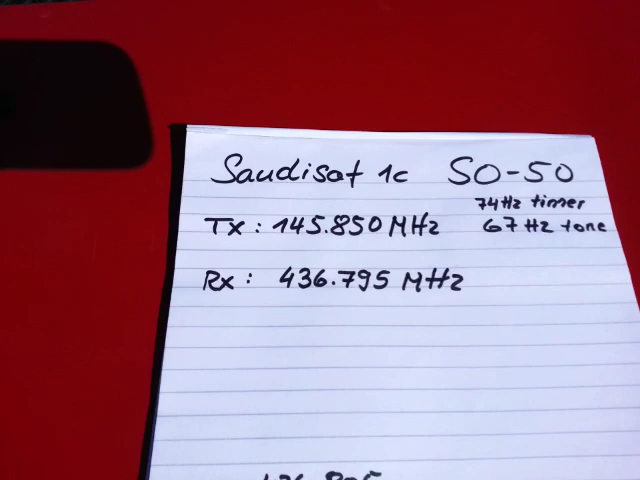 Saudisat 1c SO-50
74Hz timer
Tx: 145.850 MHz 67 Hz tone
Rx: 436.795 MHz